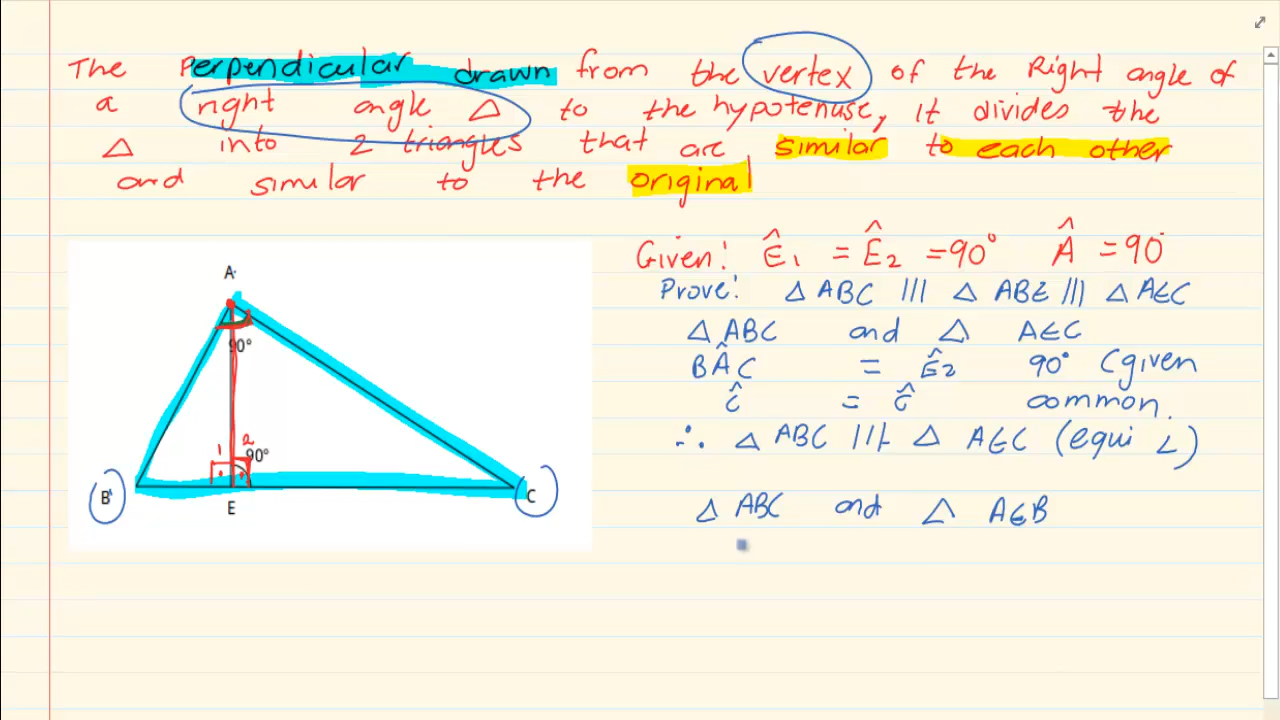 The Perpendicular drawn from the vertex of the Right angle of
a right angle △ to the hypotenuse, It divides the
△ into 2 triangles that are similar to each other
and similar to the original
Given: Ê₁ = Ê₂ = 90° Â = 90°
Prove: △ ABC /// △ ABE /// △ AEC
△ ABC and △ AEC
BÂC = Ê₂ 90° (given
Ĉ = Ĉ common.
∴ △ ABC /// △ AEC (equi ∠)
△ ABC and △ AEB
A
90°
1 2
90°
B
E
C